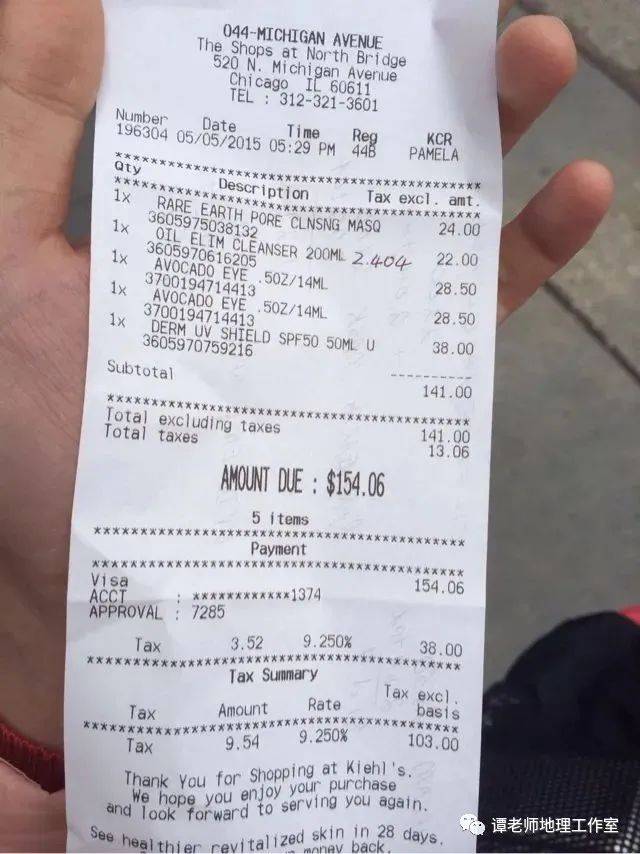 044-MICHIGAN AVENUE
The Shops at North Bridge
520 N. Michigan Avenue
Chicago IL 60611
TEL : 312-321-3601
Number Date Time Reg KCR
196304 05/05/2015 05:29 PM 44B PAMELA
****************************************
Qty Description Tax excl. amt.
****************************************
1x RARE EARTH PORE CLNSNG MASQ 24.00
3605975038132
1x OIL ELIM CLEANSER 200ML 2.404 22.00
3605970616205
1x AVOCADO EYE .50Z/14ML 28.50
3700194714413
1x AVOCADO EYE .50Z/14ML 28.50
3700194714413
1x DERM UV SHIELD SPF50 50ML U 38.00
3605970759216
----------
Subtotal 141.00
****************************************
Total excluding taxes 141.00
Total taxes 13.06
AMOUNT DUE : $154.06
5 items
****************************************
Payment
****************************************
Visa 154.06
ACCT : ************1374
APPROVAL : 7285
Tax 3.52 9.250% 38.00
****************************************
Tax Summary
Tax Amount Rate Tax excl. basis
****************************************
Tax 9.54 9.250% 103.00
Thank You for Shopping at Kiehl's.
We hope you enjoy your purchase
and look forward to serving you again.
See healthier revitalized skin in 28 days.
money back.
谭老师地理工作室